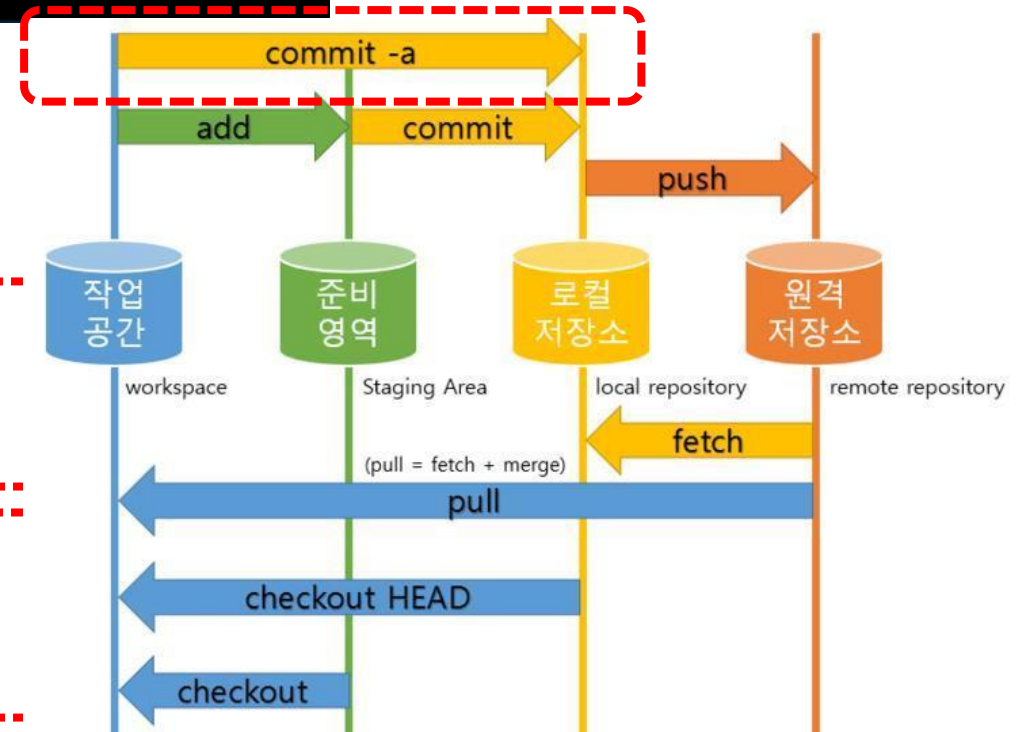 commit -a
add
commit
push
작업
공간
준비
영역
로컬
저장소
원격
저장소
workspace
Staging Area
local repository
remote repository
fetch
(pull = fetch + merge)
pull
checkout HEAD
checkout